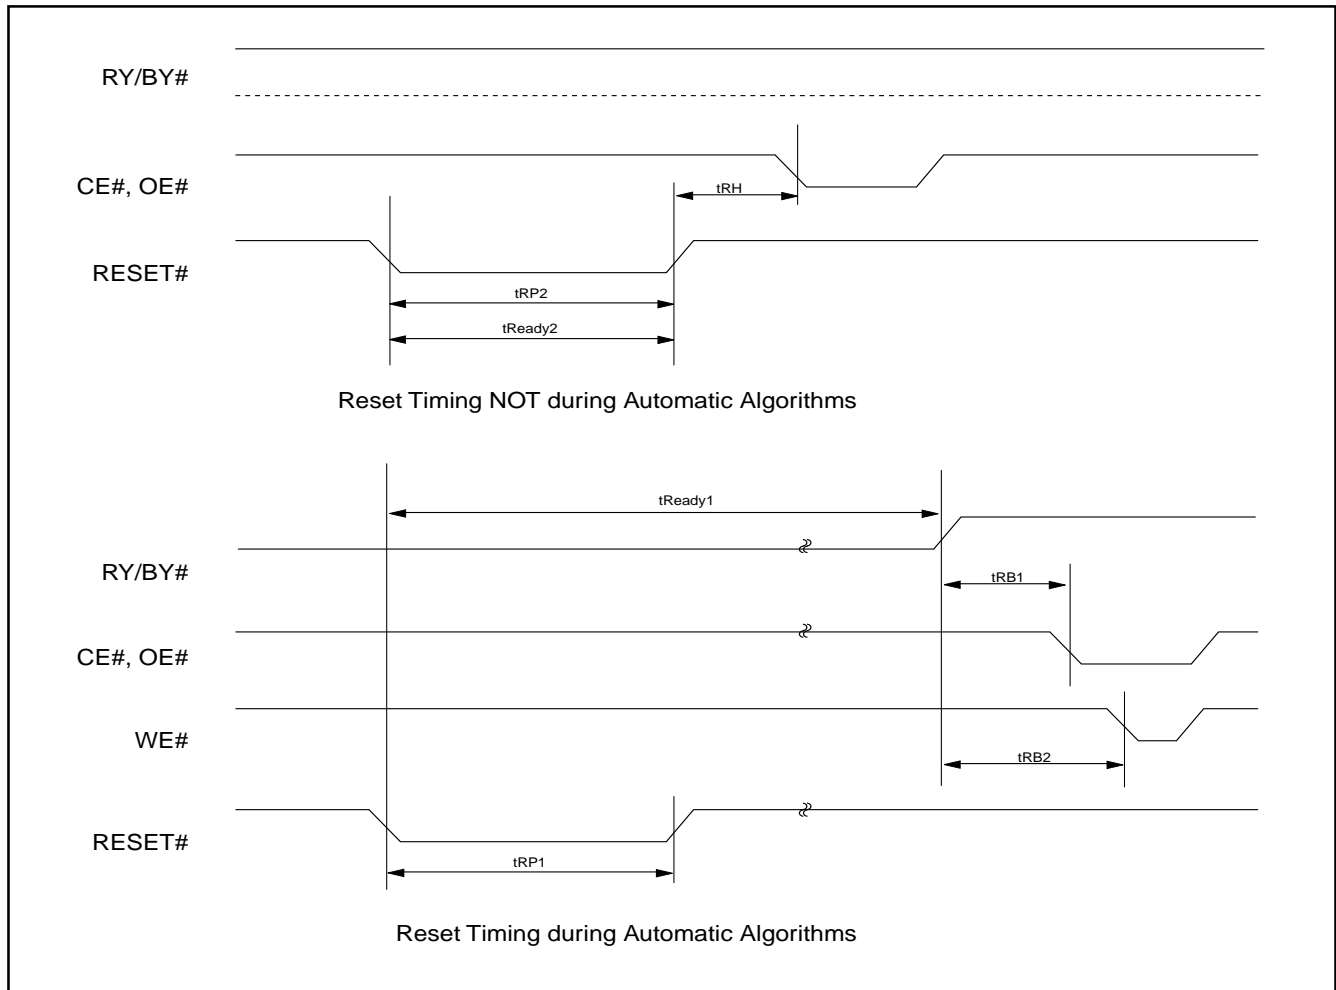 RY/BY#
CE#, OE#
tRH
RESET#
tRP2
tReady2
Reset Timing NOT during Automatic Algorithms
tReady1
RY/BY#
tRB1
CE#, OE#
WE#
tRB2
RESET#
tRP1
Reset Timing during Automatic Algorithms